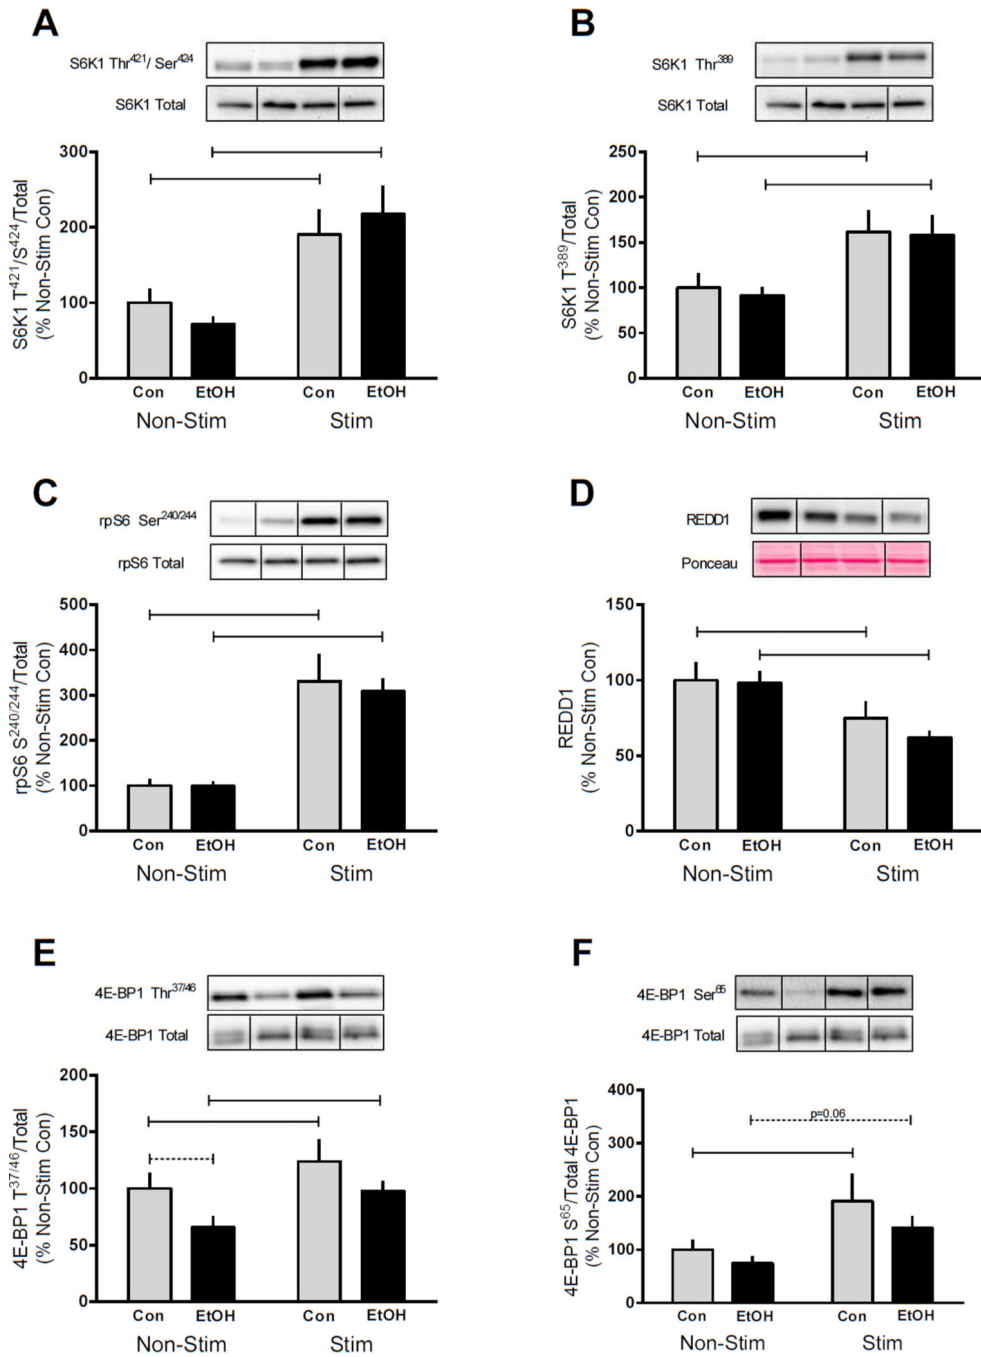 A
S6K1 Thr421/ Ser424
S6K1 Total
S6K1 T421/S424/Total
(% Non-Stim Con)
300
200
100
0
Con EtOH Con EtOH
Non-Stim Stim
B
S6K1 Thr389
S6K1 Total
S6K1 T389/Total
(% Non-Stim Con)
250
200
150
100
50
0
Con EtOH Con EtOH
Non-Stim Stim
C
rpS6 Ser240/244
rpS6 Total
rpS6 S240/244/Total
(% Non-Stim Con)
500
400
300
200
100
0
Con EtOH Con EtOH
Non-Stim Stim
D
REDD1
Ponceau
REDD1
(% Non-Stim Con)
150
100
50
0
Con EtOH Con EtOH
Non-Stim Stim
E
4E-BP1 Thr37/46
4E-BP1 Total
4E-BP1 T37/46/Total
(% Non-Stim Con)
200
150
100
50
0
Con EtOH Con EtOH
Non-Stim Stim
F
4E-BP1 Ser65
4E-BP1 Total
4E-BP1 S65/Total 4E-BP1
(% Non-Stim Con)
400
300
200
100
0
p=0.06
Con EtOH Con EtOH
Non-Stim Stim